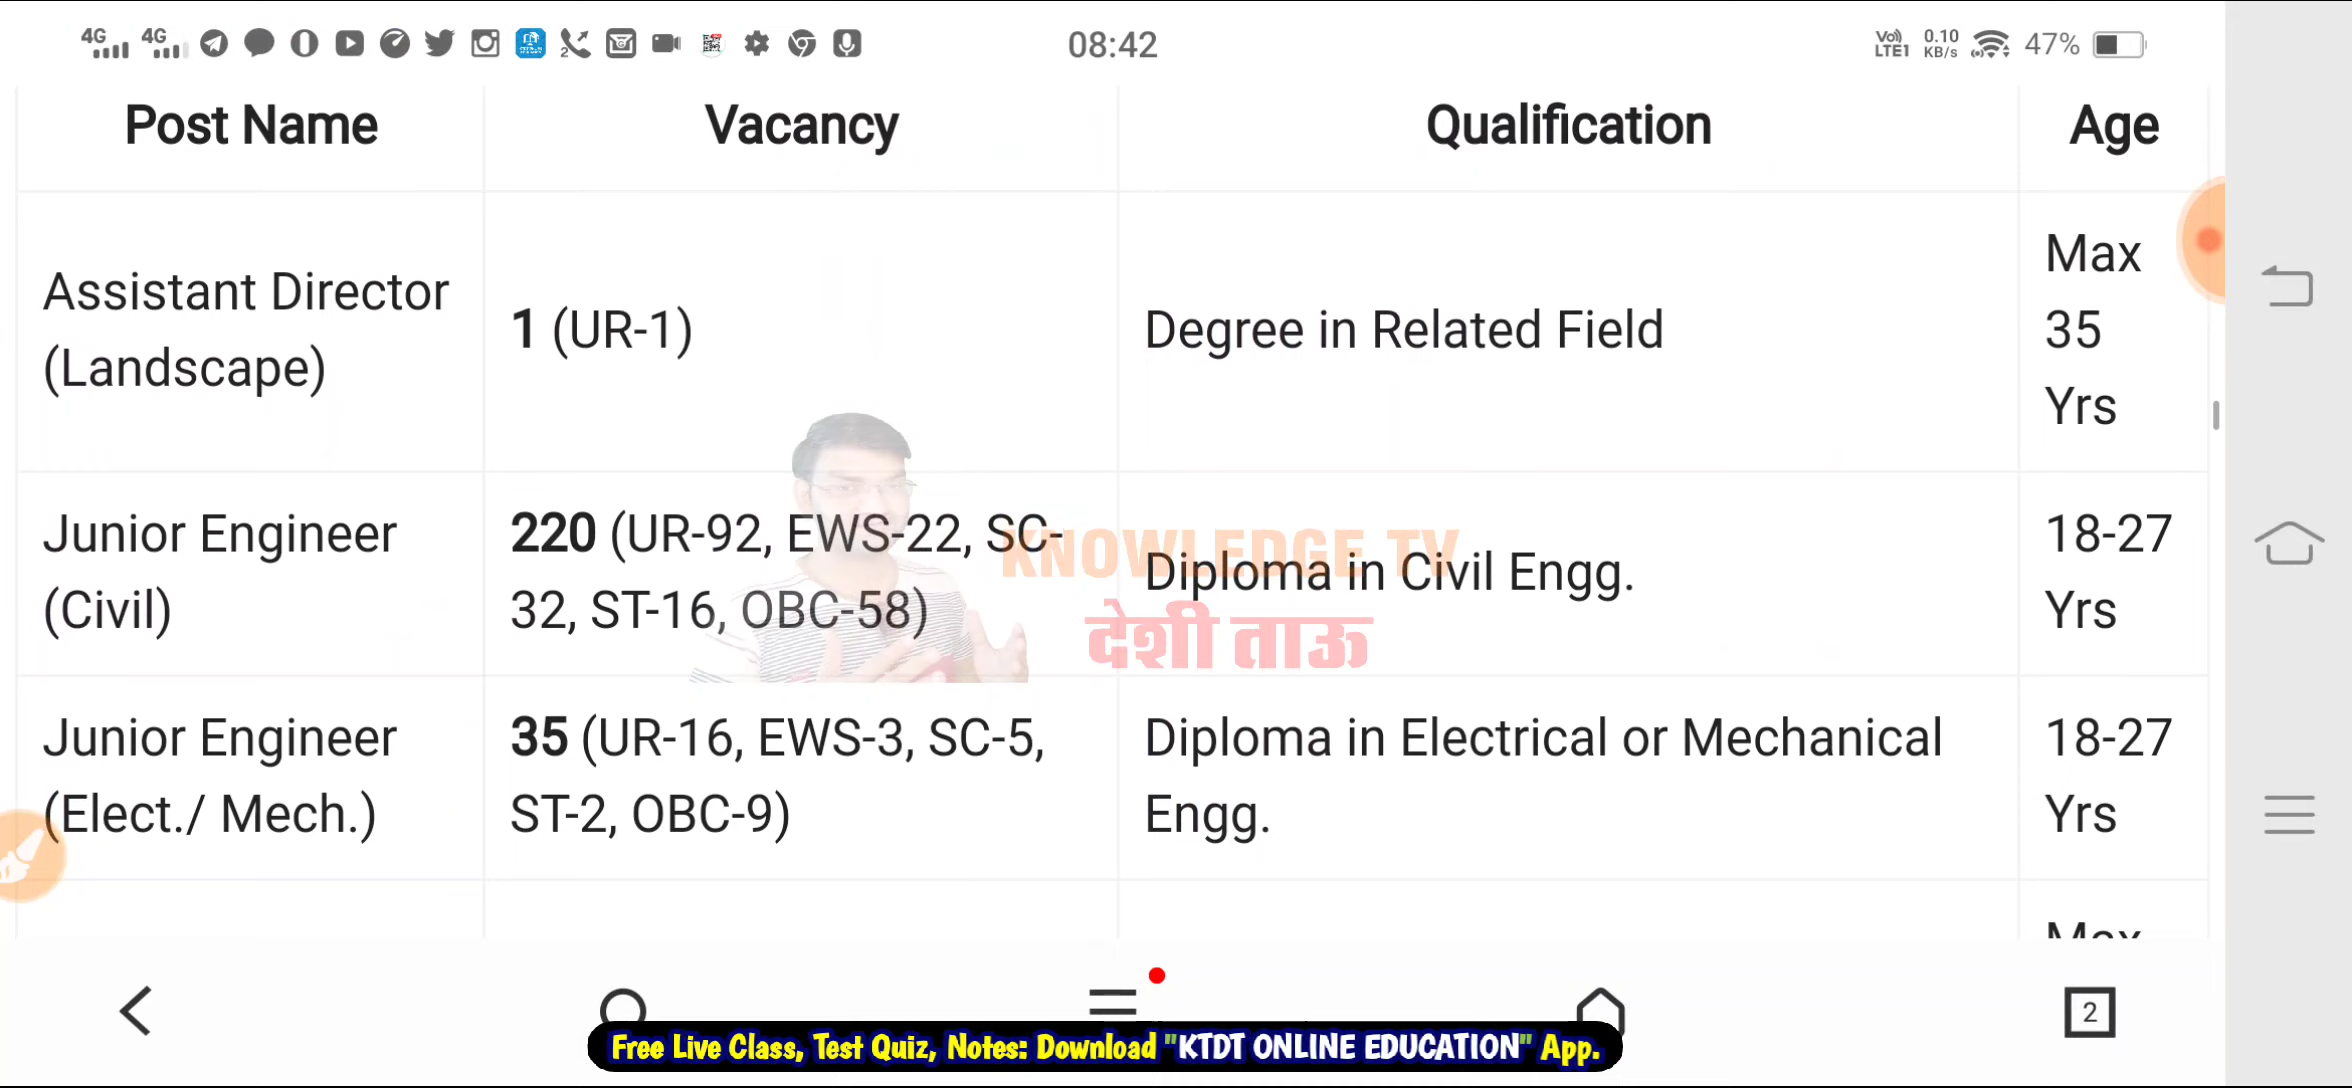 4G 4G 08:42 Vo) LTE1 0.10 KB/s 47%
Post Name Vacancy Qualification Age
Assistant Director (Landscape)
1 (UR-1)
Degree in Related Field
Max
35
Yrs
Junior Engineer
(Civil)
220 (UR-92, EWS-22, SC-
32, ST-16, OBC-58)
Diploma in Civil Engg.
18-27
Yrs
KNOWLEDGE TV
देशी ताऊ
Junior Engineer
(Elect./ Mech.)
35 (UR-16, EWS-3, SC-5,
ST-2, OBC-9)
Diploma in Electrical or Mechanical
Engg.
18-27
Yrs
Max
2
Free Live Class, Test Quiz, Notes: Download "KTDT ONLINE EDUCATION" App.